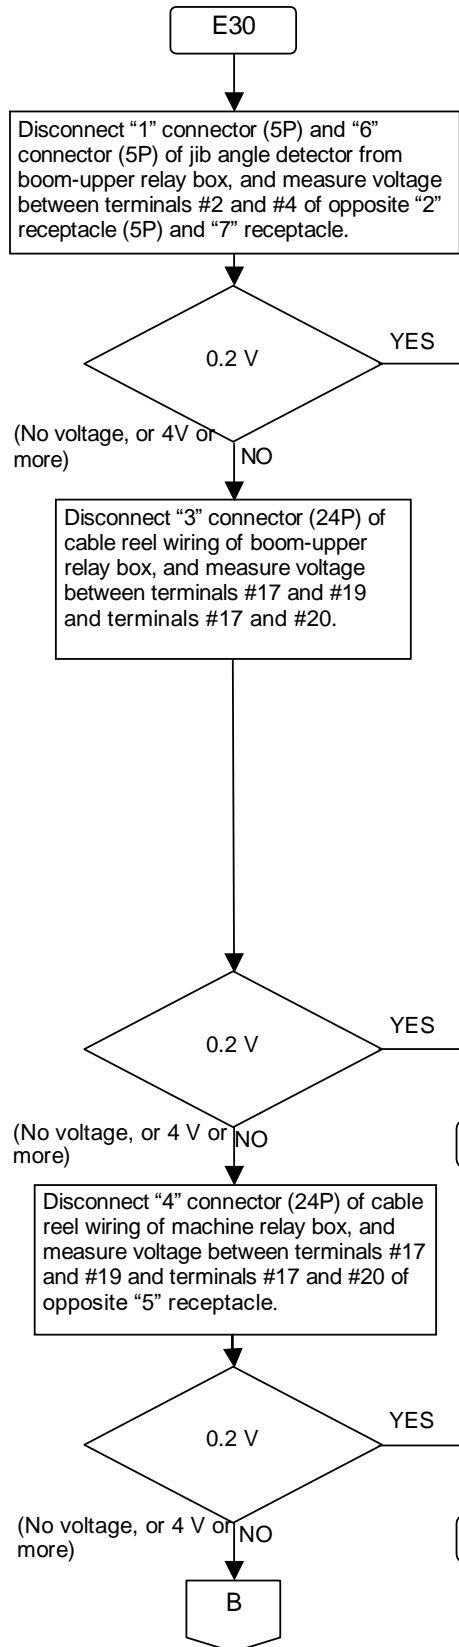 E30
Disconnect “1” connector (5P) and “6”
connector (5P) of jib angle detector from
boom-upper relay box, and measure voltage
between terminals #2 and #4 of opposite “2”
receptacle (5P) and “7” receptacle.
0.2 V
YES
(No voltage, or 4V or
more)
NO
Disconnect “3” connector (24P) of
cable reel wiring of boom-upper
relay box, and measure voltage
between terminals #17 and #19
and terminals #17 and #20.
0.2 V
YES
(No voltage, or 4 V or
more)
NO
Disconnect “4” connector (24P) of cable
reel wiring of machine relay box, and
measure voltage between terminals #17
and #19 and terminals #17 and #20 of
opposite “5” receptacle.
0.2 V
YES
(No voltage, or 4 V or
more)
NO
B